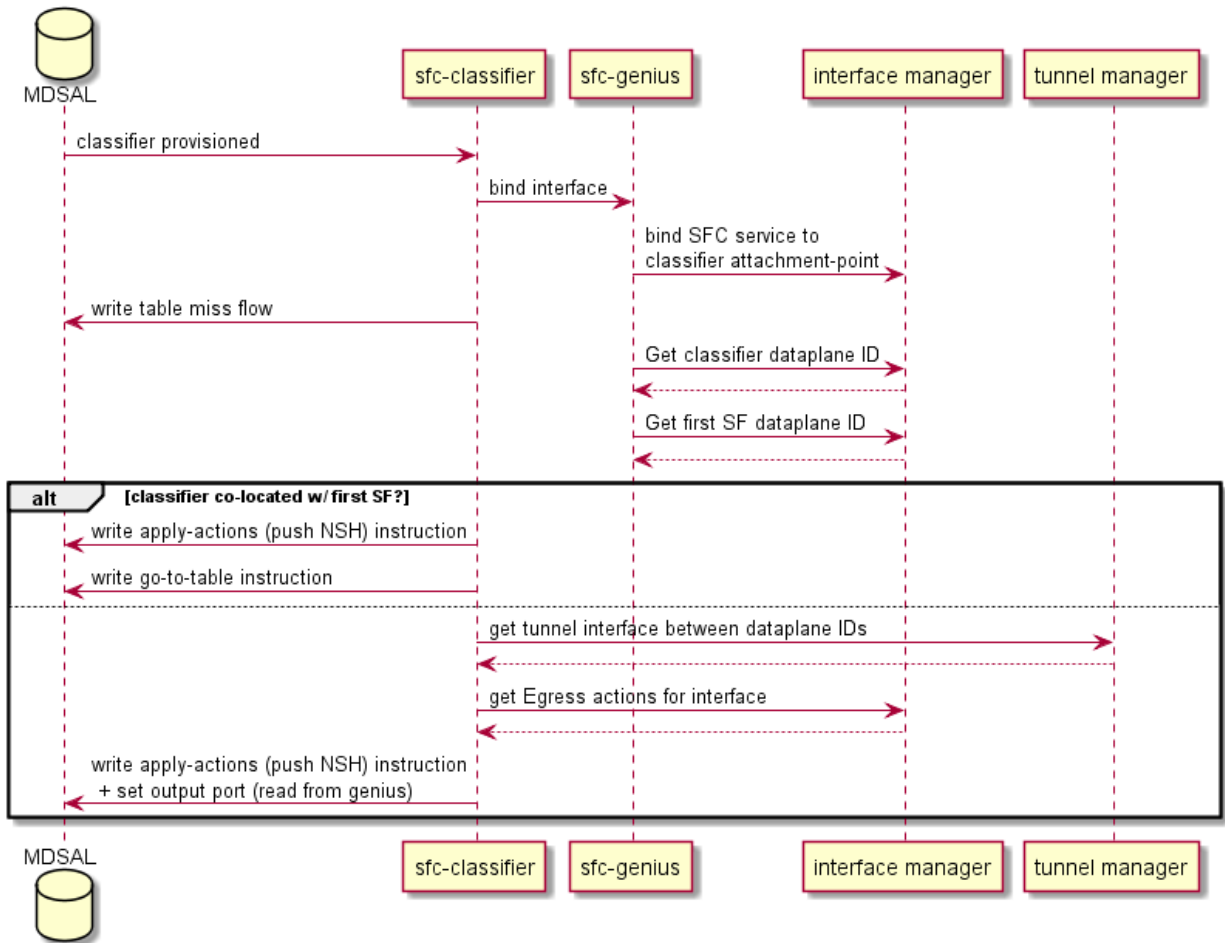 MDSAL
sfc-classifier
sfc-genius
interface manager
tunnel manager
classifier provisioned
bind interface
bind SFC service to
classifier attachment-point
write table miss flow
Get classifier dataplane ID
Get first SF dataplane ID
alt
[classifier co-located w/ first SF?]
write apply-actions (push NSH) instruction
write go-to-table instruction
get tunnel interface between dataplane IDs
get Egress actions for interface
write apply-actions (push NSH) instruction
+ set output port (read from genius)
MDSAL
sfc-classifier
sfc-genius
interface manager
tunnel manager